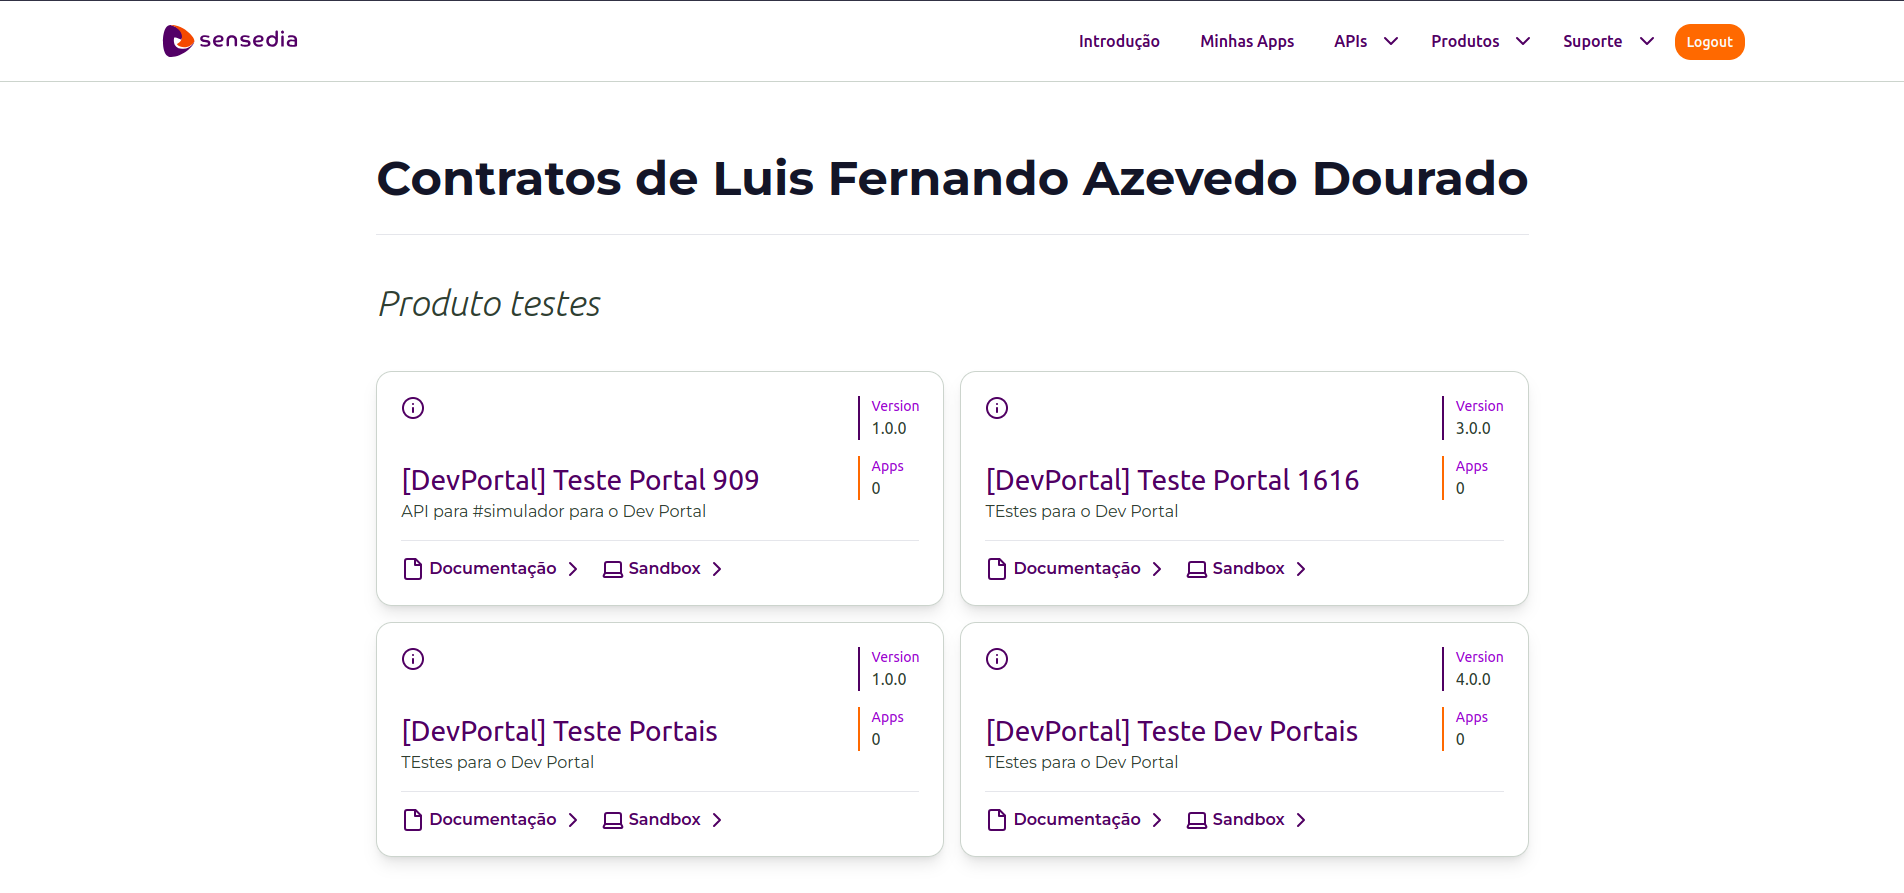 sensedia
Introdução Minhas Apps APIs Produtos Suporte Logout
Contratos de Luis Fernando Azevedo Dourado
Produto testes
Version
1.0.0
Apps
0
[DevPortal] Teste Portal 909
API para #simulador para o Dev Portal
Documentação Sandbox
Version
3.0.0
Apps
0
[DevPortal] Teste Portal 1616
TEstes para o Dev Portal
Documentação Sandbox
Version
1.0.0
Apps
0
[DevPortal] Teste Portais
TEstes para o Dev Portal
Documentação Sandbox
Version
4.0.0
Apps
0
[DevPortal] Teste Dev Portais
TEstes para o Dev Portal
Documentação Sandbox